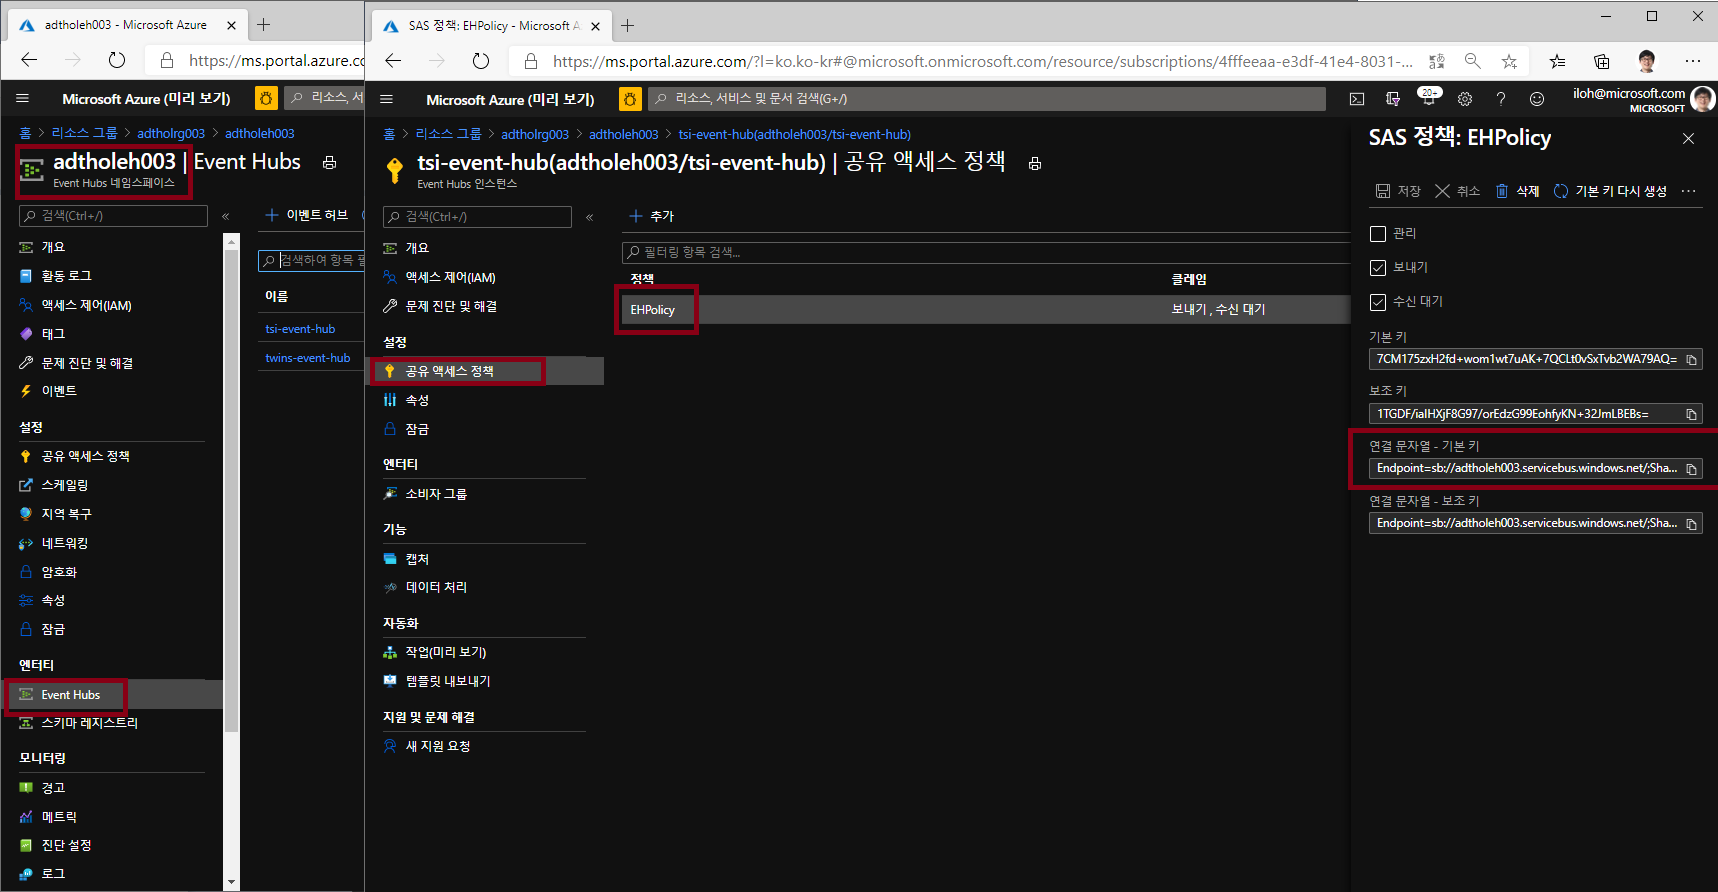 adtholeh003 - Microsoft Azure
https://ms.portal.azure.co
Microsoft Azure (미리 보기)
리소스, 서
홈 > 리소스 그룹 > adtholrg003 > adtholeh003
adtholeh003 | Event Hubs
Event Hubs 네임스페이스
검색(Ctrl+/)
«
개요
활동 로그
액세스 제어(IAM)
태그
문제 진단 및 해결
이벤트
설정
공유 액세스 정책
스케일링
지역 복구
네트워킹
암호화
속성
잠금
엔터티
Event Hubs
스키마 레지스트리
모니터링
경고
메트릭
진단 설정
로그
+ 이벤트 허브
검색하여 항목 필
이름
tsi-event-hub
twins-event-hub
SAS 정책: EHPolicy - Microsoft A
https://ms.portal.azure.com/?l=ko.ko-kr#@microsoft.onmicrosoft.com/resource/subscriptions/4fffeeaa-e3df-41e4-8031-...
Microsoft Azure (미리 보기)
리소스, 서비스 및 문서 검색(G+/)
20+
iloh@microsoft.com
MICROSOFT
홈 > 리소스 그룹 > adtholrg003 > adtholeh003 > tsi-event-hub(adtholeh003/tsi-event-hub)
tsi-event-hub(adtholeh003/tsi-event-hub) | 공유 액세스 정책
Event Hubs 인스턴스
검색(Ctrl+/)
«
개요
액세스 제어(IAM)
문제 진단 및 해결
설정
공유 액세스 정책
속성
잠금
엔터티
소비자 그룹
기능
캡처
데이터 처리
자동화
작업(미리 보기)
템플릿 내보내기
지원 및 문제 해결
새 지원 요청
+ 추가
필터링 항목 검색...
정책 클레임
EHPolicy 보내기 , 수신 대기
SAS 정책: EHPolicy
저장 취소 삭제 기본 키 다시 생성 ...
관리
보내기
수신 대기
기본 키
7CM175zxH2fd+wom1wt7uAK+7QCLt0vSxTvb2WA79AQ=
보조 키
1TGDF/iaIHXjF8G97/orEdzG99EohfyKN+32JmLBEBs=
연결 문자열 - 기본 키
Endpoint=sb://adtholeh003.servicebus.windows.net/;Sha...
연결 문자열 - 보조 키
Endpoint=sb://adtholeh003.servicebus.windows.net/;Sha...